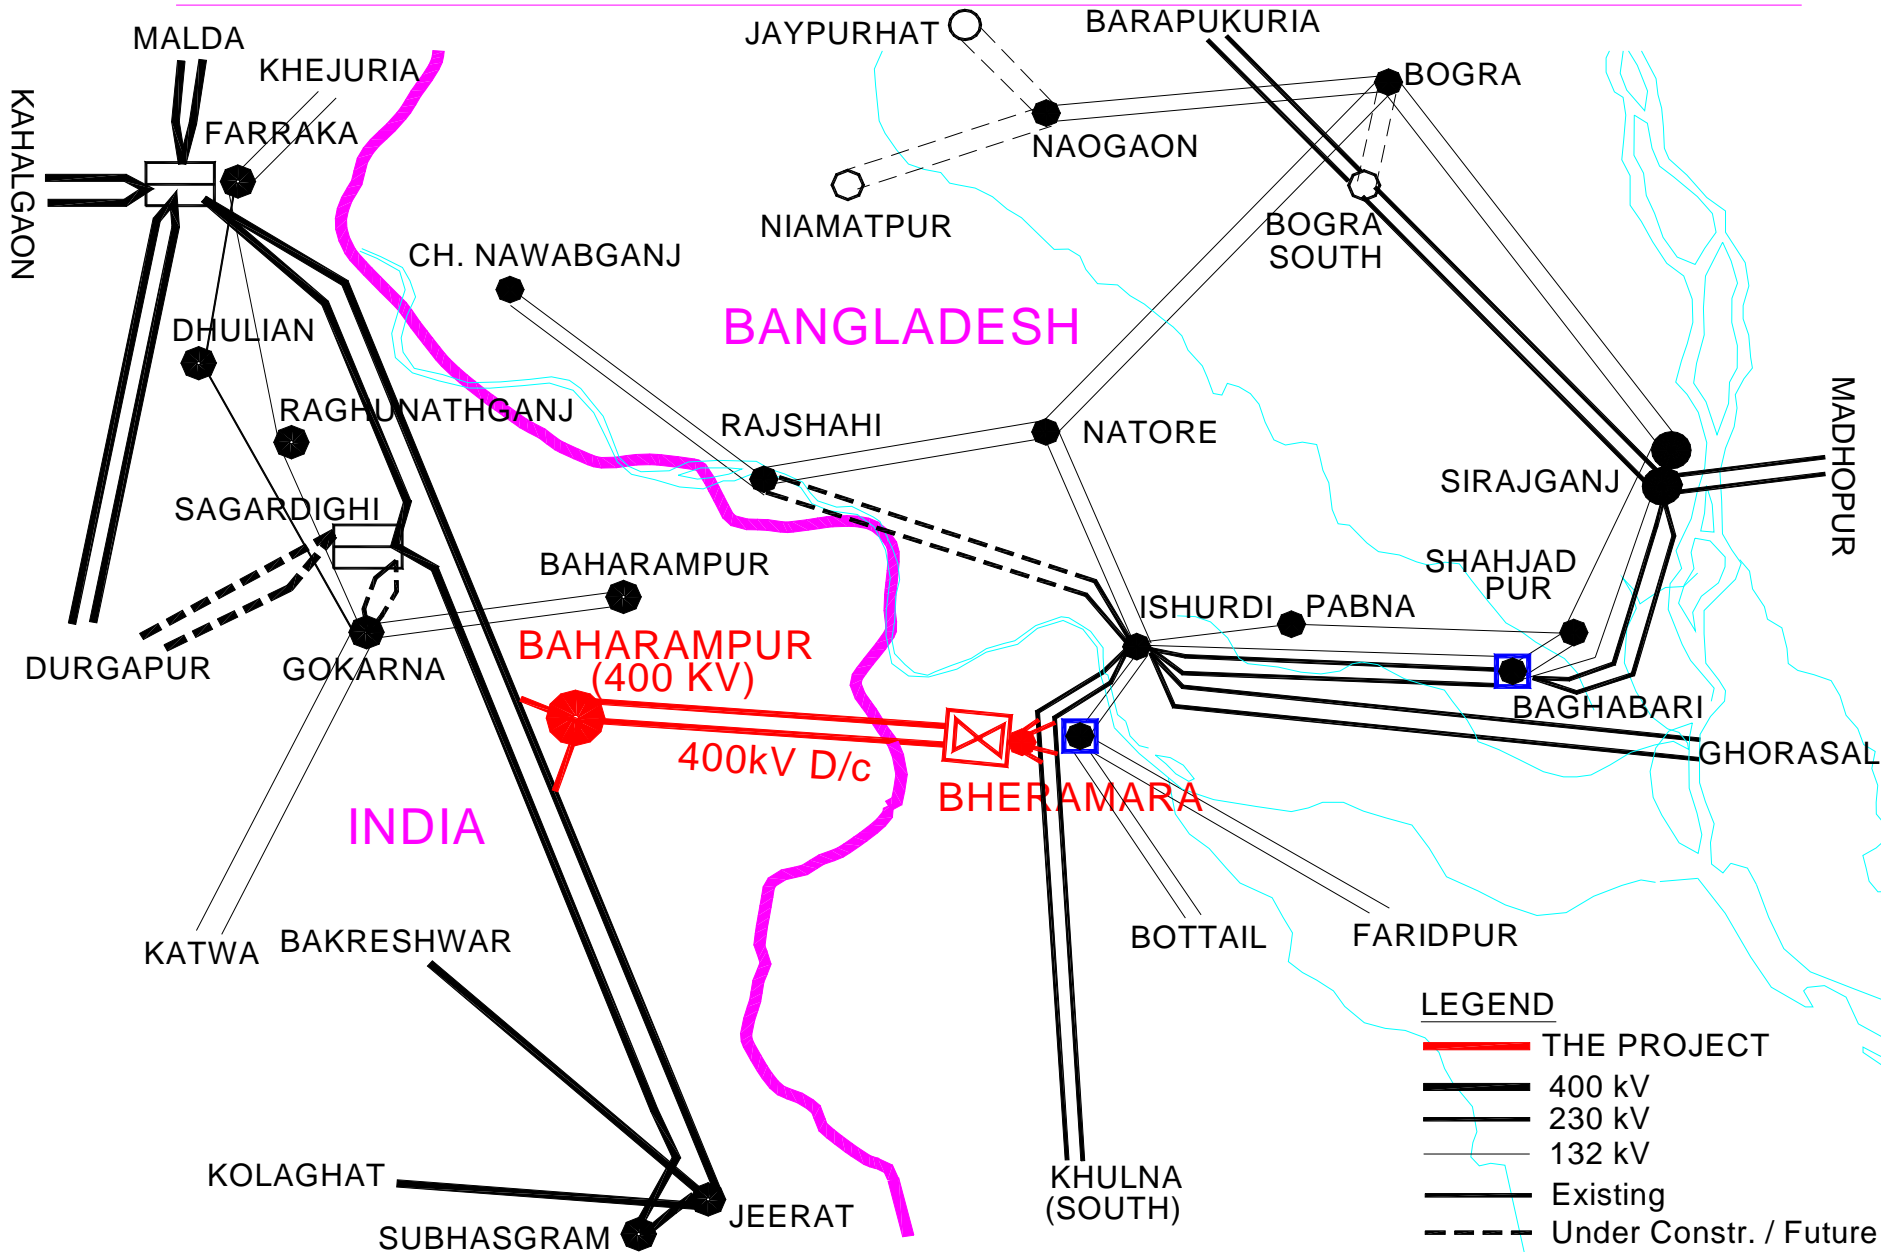 MALDA
KHEJURIA
KAHALGAON
FARRAKA
JAYPURHAT
BARAPUKURIA
BOGRA
NAOGAON
NIAMATPUR
BOGRA
SOUTH
CH. NAWABGANJ
BANGLADESH
DHULIAN
RAGHUNATHGANJ
RAJSHAHI
NATORE
MADHOPUR
SIRAJGANJ
SAGARDIGHI
BAHARAMPUR
SHAHJAD
PUR
ISHURDI
PABNA
DURGAPUR
GOKARNA
BAHARAMPUR
(400 KV)
BAGHABARI
GHORASAL
400kV D/c
BHERAMARA
INDIA
KATWA
BAKRESHWAR
BOTTAIL
FARIDPUR
KOLAGHAT
SUBHASGRAM
JEERAT
KHULNA
(SOUTH)
LEGEND
THE PROJECT
400 kV
230 kV
132 kV
Existing
Under Constr. / Future